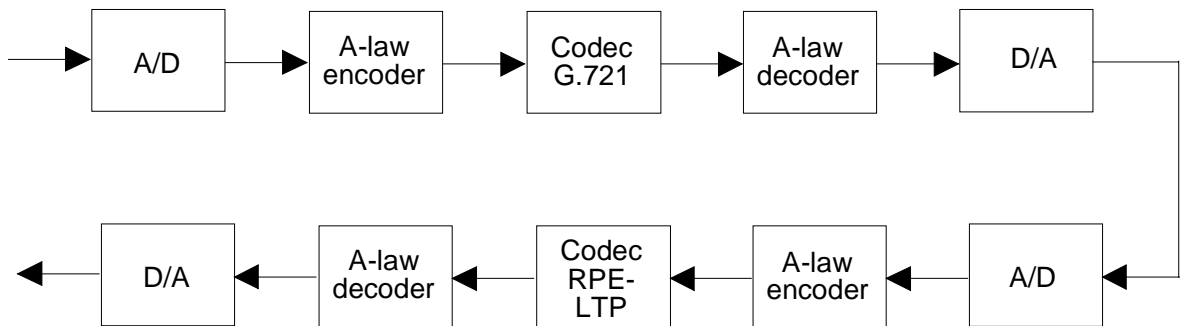 A/D
A-law
encoder
Codec
G.721
A-law
decoder
D/A
D/A
A-law
decoder
Codec
RPE-
LTP
A-law
encoder
A/D